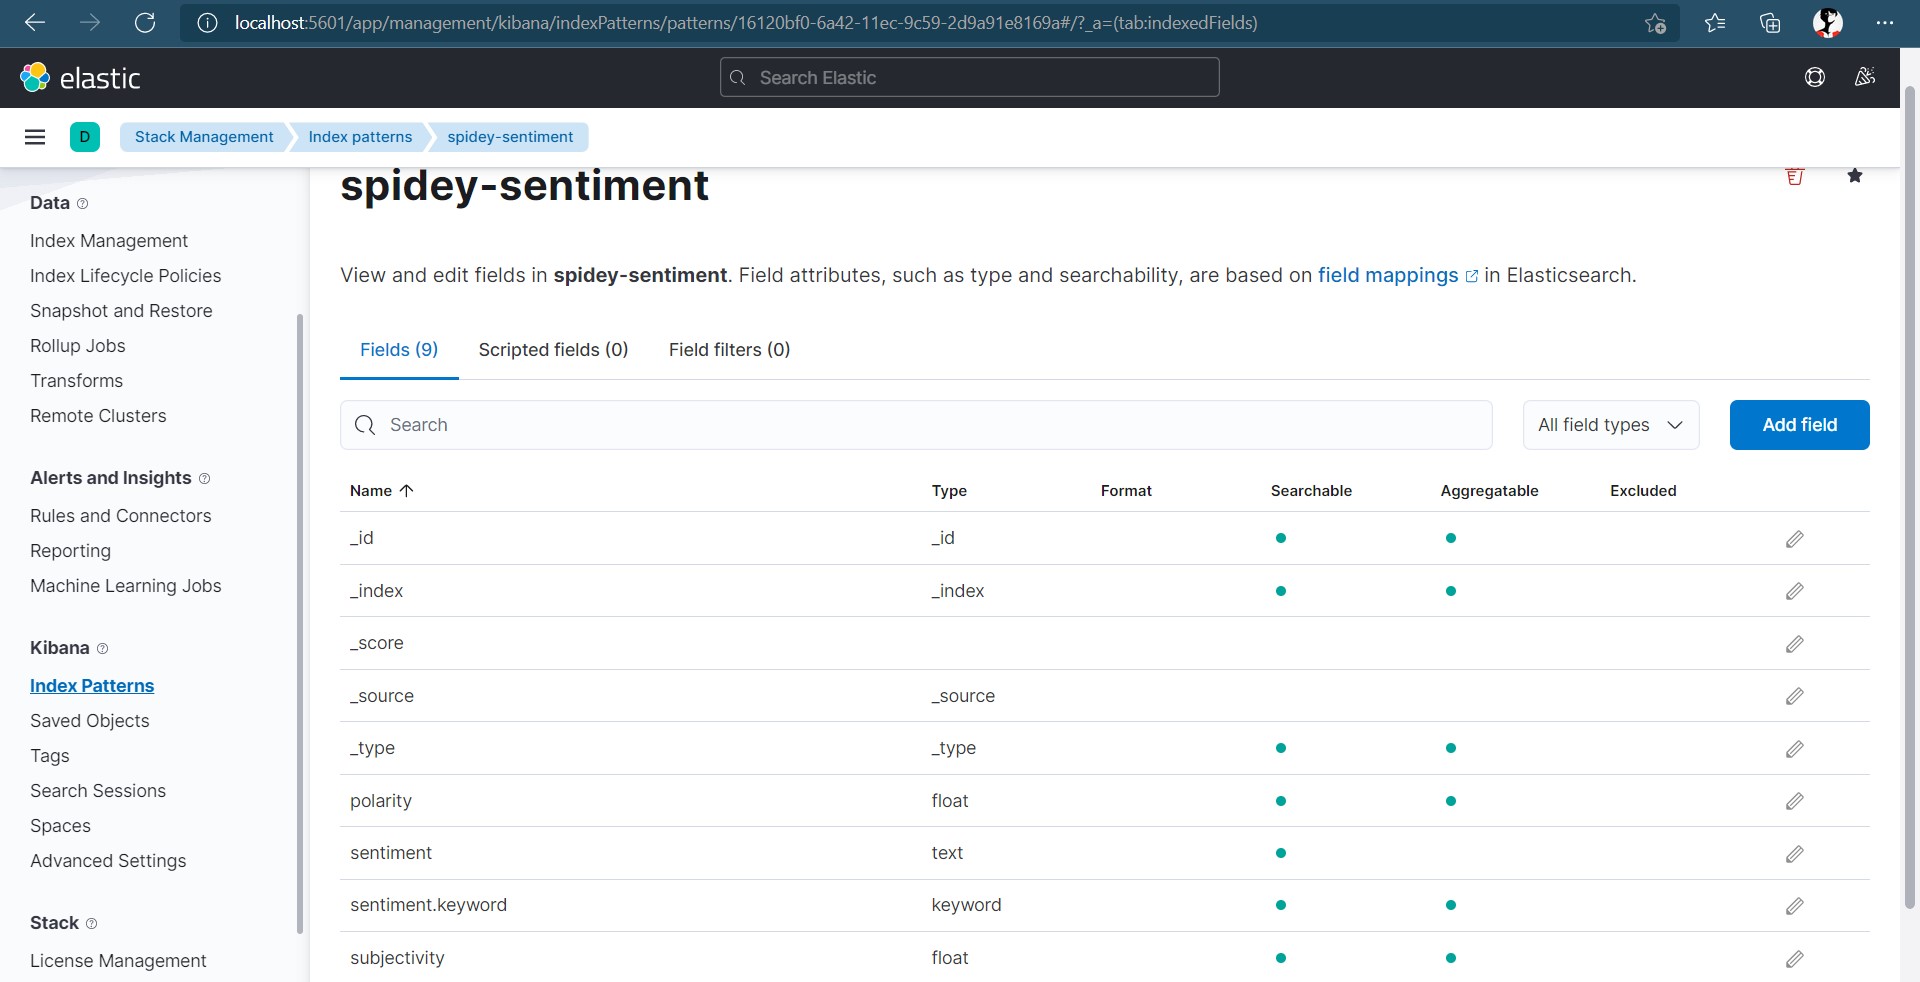 localhost:5601/app/management/kibana/indexPatterns/patterns/16120bf0-6a42-11ec-9c59-2d9a91e8169a#/?_a=(tab:indexedFields)
elastic
Search Elastic
D
Stack Management
Index patterns
spidey-sentiment
Data
Index Management
Index Lifecycle Policies
Snapshot and Restore
Rollup Jobs
Transforms
Remote Clusters
Alerts and Insights
Rules and Connectors
Reporting
Machine Learning Jobs
Kibana
Index Patterns
Saved Objects
Tags
Search Sessions
Spaces
Advanced Settings
Stack
License Management
spidey-sentiment
View and edit fields in spidey-sentiment. Field attributes, such as type and searchability, are based on field mappings in Elasticsearch.
Fields (9) Scripted fields (0) Field filters (0)
Search
All field types
Add field
Name Type Format Searchable Aggregatable Excluded
_id _id
_index _index
_score
_source _source
_type _type
polarity float
sentiment text
sentiment.keyword keyword
subjectivity float